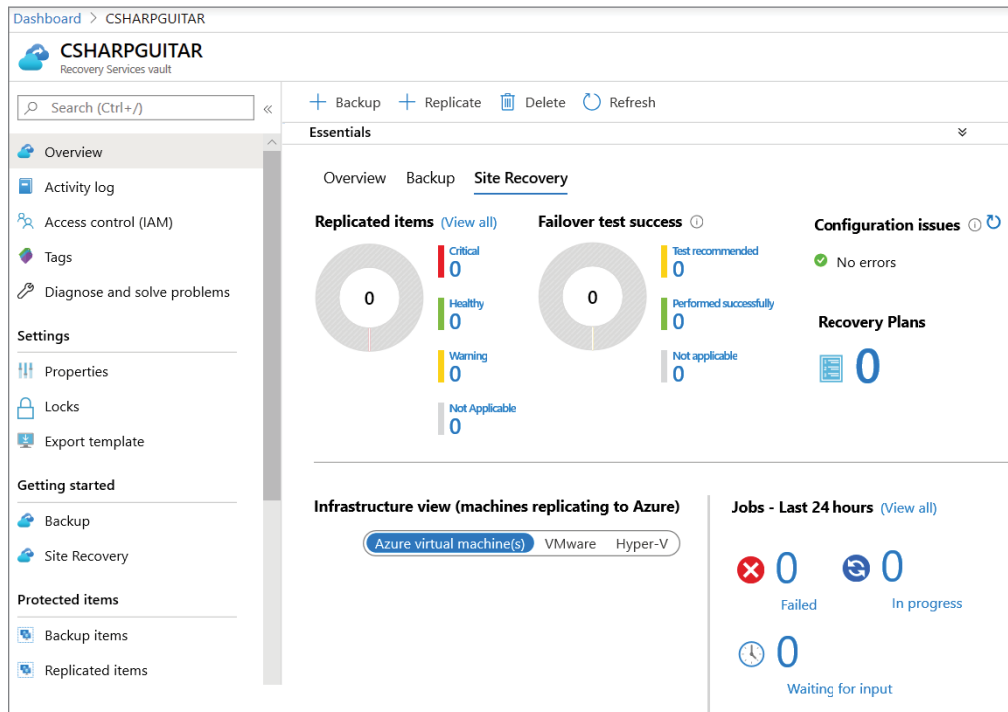 Dashboard > CSHARPGUITAR
CSHARPGUITAR
Recovery Services vault
Search (Ctrl+/)
«
Overview
Activity log
Access control (IAM)
Tags
Diagnose and solve problems
Settings
Properties
Locks
Export template
Getting started
Backup
Site Recovery
Protected items
Backup items
Replicated items
+ Backup + Replicate Delete Refresh
Essentials
Overview Backup Site Recovery
Replicated items (View all)
0
Critical
0
Healthy
0
Warning
0
Not Applicable
0
Failover test success
0
Test recommended
0
Performed successfully
0
Not applicable
0
Configuration issues
No errors
Recovery Plans
0
Infrastructure view (machines replicating to Azure)
Azure virtual machine(s) VMware Hyper-V
Jobs - Last 24 hours (View all)
0
Failed
0
In progress
0
Waiting for input